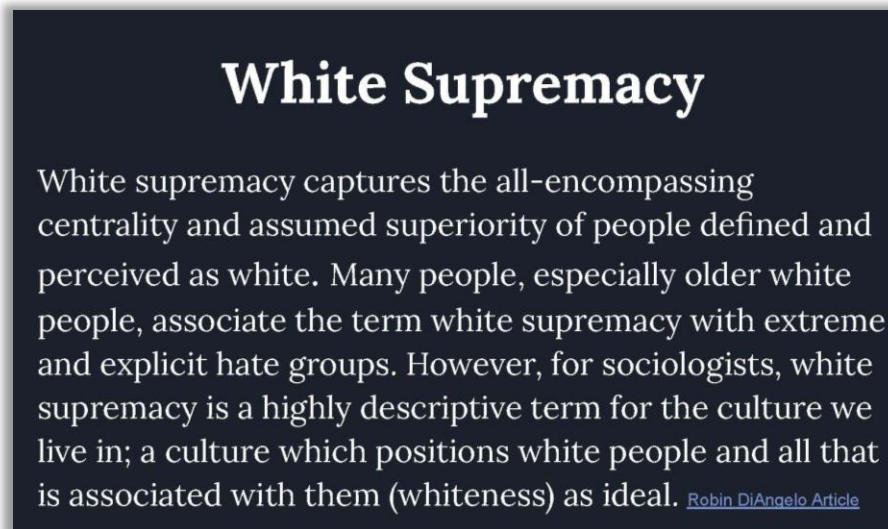 White Supremacy
White supremacy captures the all-encompassing
centrality and assumed superiority of people defined and
perceived as white. Many people, especially older white
people, associate the term white supremacy with extreme
and explicit hate groups. However, for sociologists, white
supremacy is a highly descriptive term for the culture we
live in; a culture which positions white people and all that
is associated with them (whiteness) as ideal. Robin DiAngelo Article